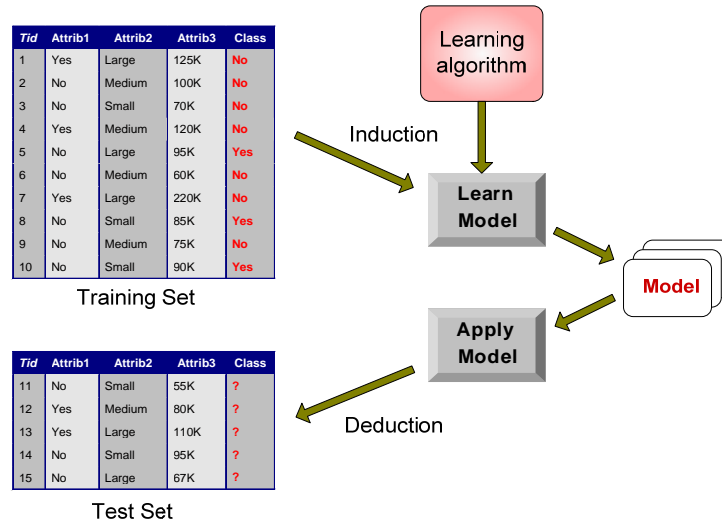 Tid Attrib1 Attrib2 Attrib3 Class
1 Yes Large 125K No
2 No Medium 100K No
3 No Small 70K No
4 Yes Medium 120K No
5 No Large 95K Yes
6 No Medium 60K No
7 Yes Large 220K No
8 No Small 85K Yes
9 No Medium 75K No
10 No Small 90K Yes
Training Set
Learning
algorithm
Induction
Learn
Model
Model
Apply
Model
Deduction
Tid Attrib1 Attrib2 Attrib3 Class
11 No Small 55K ?
12 Yes Medium 80K ?
13 Yes Large 110K ?
14 No Small 95K ?
15 No Large 67K ?
Test Set